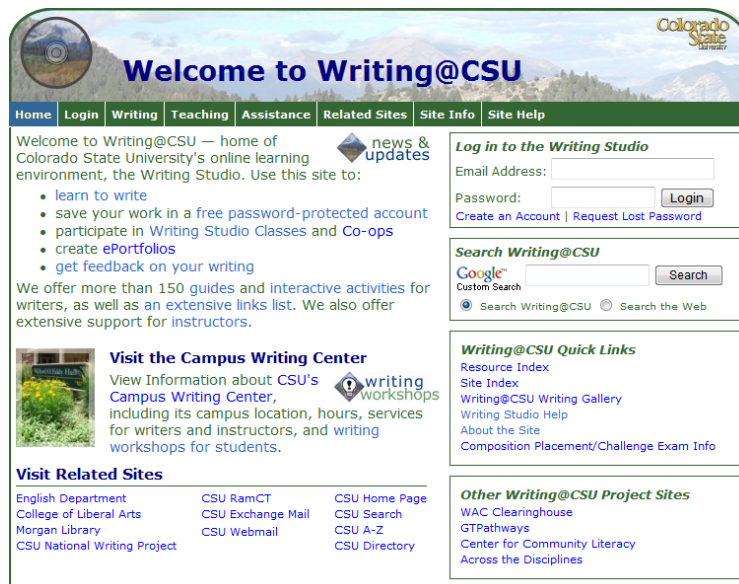 Colorado
State
University
Welcome to Writing@CSU
Home Login Writing Teaching Assistance Related Sites Site Info Site Help
Welcome to Writing@CSU — home of
Colorado State University's online learning
environment, the Writing Studio. Use this site to:
news &
updates
• learn to write
• save your work in a free password-protected account
• participate in Writing Studio Classes and Co-ops
• create ePortfolios
• get feedback on your writing
We offer more than 150 guides and interactive activities for
writers, as well as an extensive links list. We also offer
extensive support for instructors.
Visit the Campus Writing Center
View Information about CSU's
Campus Writing Center,
including its campus location, hours, services
for writers and instructors, and writing
workshops for students.
writing
workshops
Visit Related Sites
English Department
College of Liberal Arts
Morgan Library
CSU National Writing Project
CSU RamCT
CSU Exchange Mail
CSU Webmail
CSU Home Page
CSU Search
CSU A-Z
CSU Directory
Log in to the Writing Studio
Email Address:
Password: Login
Create an Account | Request Lost Password
Search Writing@CSU
Google™
Custom Search
Search
Search Writing@CSU Search the Web
Writing@CSU Quick Links
Resource Index
Site Index
Writing@CSU Writing Gallery
Writing Studio Help
About the Site
Composition Placement/Challenge Exam Info
Other Writing@CSU Project Sites
WAC Clearinghouse
GTPathways
Center for Community Literacy
Across the Disciplines